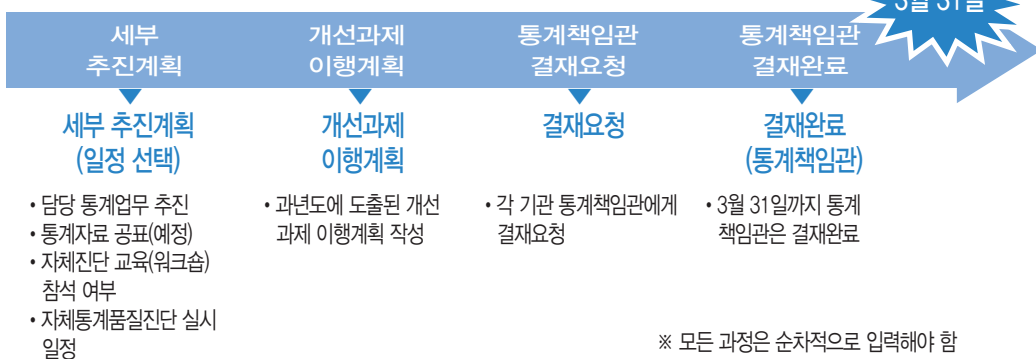 3월 31일
세부
추진계획
개선과제
이행계획
통계책임관
결재요청
통계책임관
결재완료
세부 추진계획
(일정 선택)
• 담당 통계업무 추진
• 통계자료 공표(예정)
• 자체진단 교육(워크숍)
참석 여부
• 자체통계품질진단 실시
일정
개선과제
이행계획
• 과년도에 도출된 개선
과제 이행계획 작성
결재요청
• 각 기관 통계책임관에게
결재요청
결재완료
(통계책임관)
• 3월 31일까지 통계
책임관은 결재완료
※ 모든 과정은 순차적으로 입력해야 함